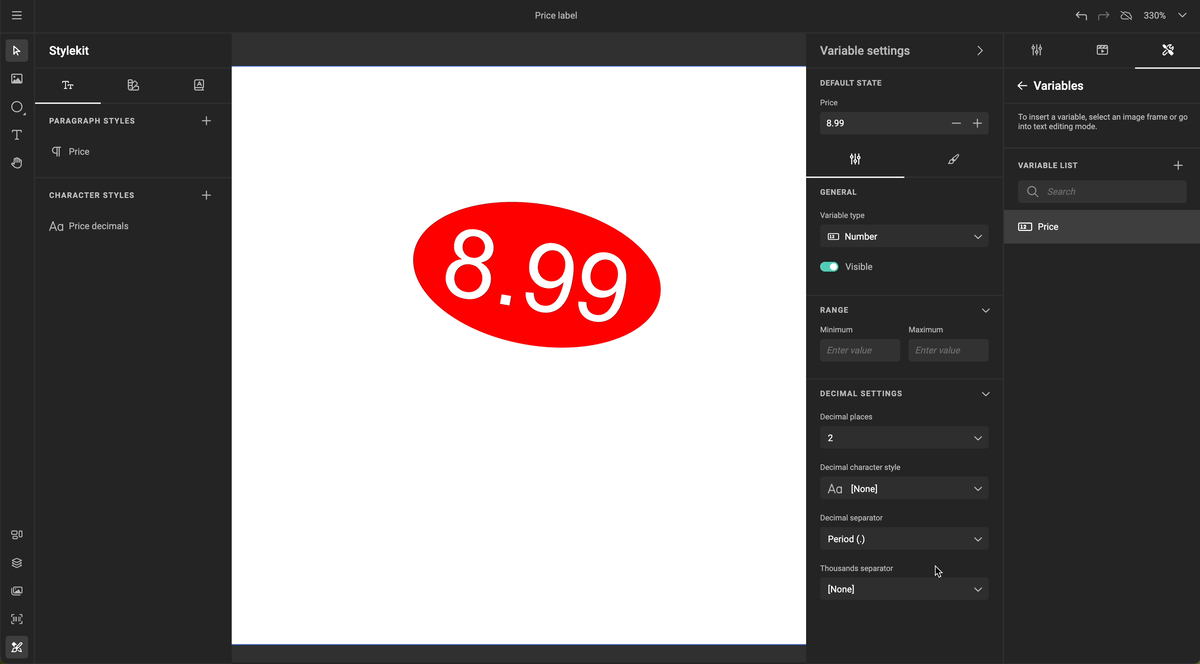 Price label
330%
Stylekit
PARAGRAPH STYLES
Price
CHARACTER STYLES
Aa Price decimals
8.99
Variable settings
DEFAULT STATE
Price
8.99
GENERAL
Variable type
Number
Visible
RANGE
Minimum
Maximum
Enter value
Enter value
DECIMAL SETTINGS
Decimal places
2
Decimal character style
Aa [None]
Decimal separator
Period (.)
Thousands separator
[None]
Variables
To insert a variable, select an image frame or go
into text editing mode.
VARIABLE LIST
Search
Price